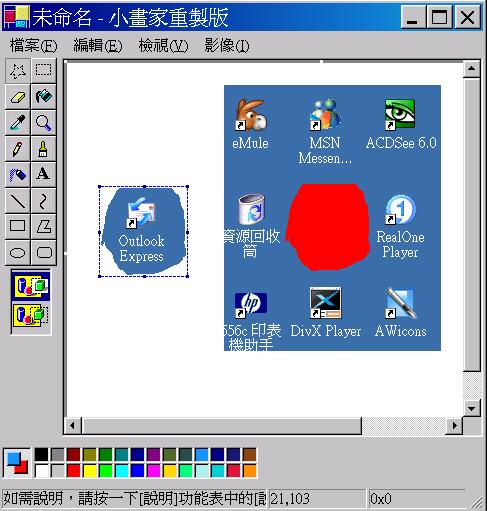 未命名 - 小畫家重製版
檔案(F) 編輯(E) 檢視(V) 影像(I)
eMule
MSN
Messen...
ACDSee 6.0
Outlook
Express
資源回收
筒
RealOne
Player
656c 印表
機助手
DivX Player
AWicons
如需說明，請按一下[說明]功能表中的[說
21,103
0x0